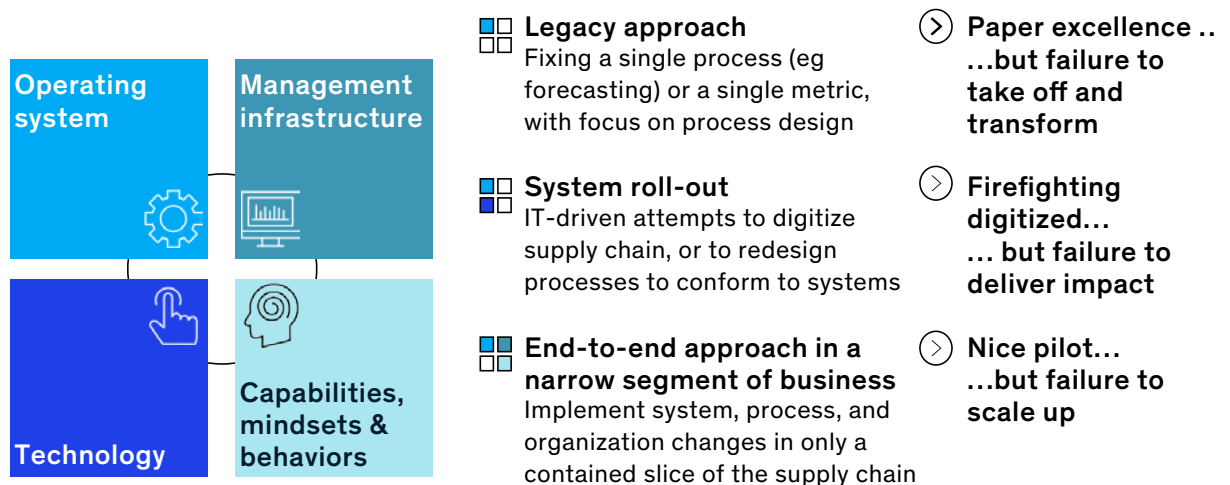 Operating
system
Management
infrastructure
Technology
Capabilities,
mindsets &
behaviors
Legacy approach
Fixing a single process (eg
forecasting) or a single metric,
with focus on process design
Paper excellence ..
...but failure to
take off and
transform
System roll-out
IT-driven attempts to digitize
supply chain, or to redesign
processes to conform to systems
Firefighting
digitized...
... but failure to
deliver impact
End-to-end approach in a
narrow segment of business
Implement system, process, and
organization changes in only a
contained slice of the supply chain
Nice pilot...
...but failure to
scale up